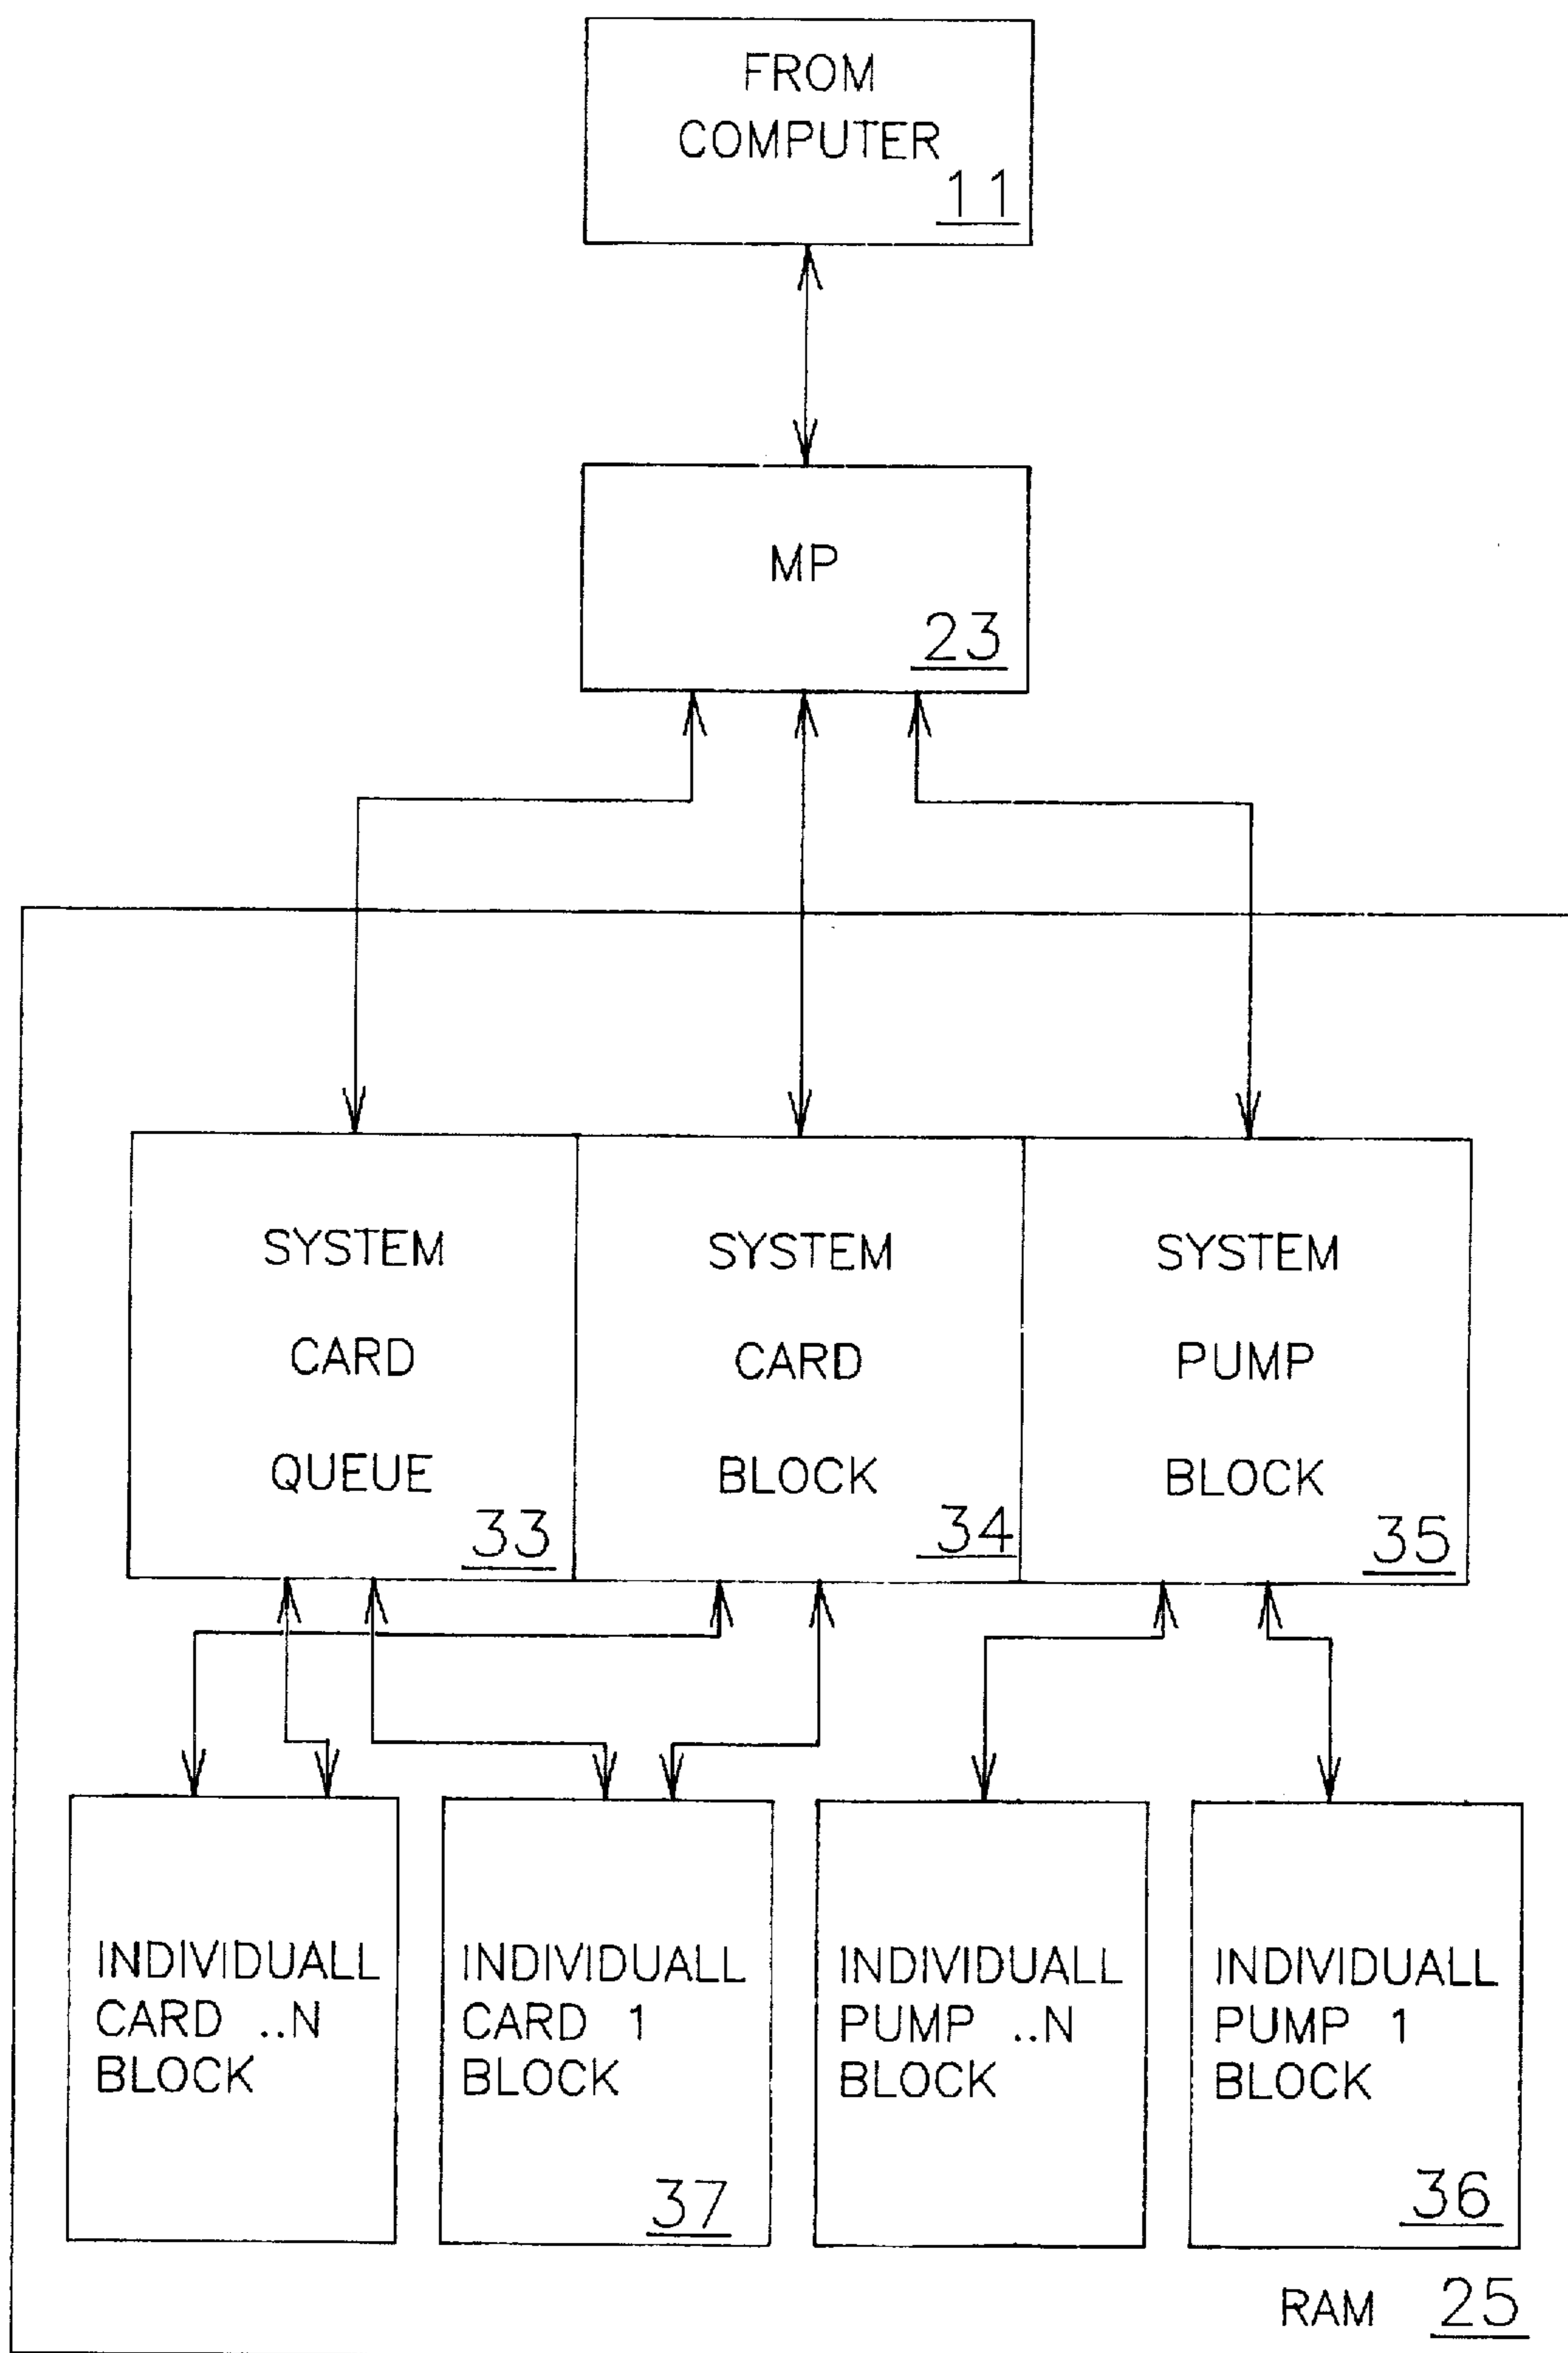 FROM
COMPUTER
11
MP
23
SYSTEM
CARD
QUEUE
33
SYSTEM
CARD
BLOCK
34
SYSTEM
PUMP
BLOCK
35
INDIVIDUALL
CARD ..N
BLOCK
INDIVIDUALL
CARD 1
BLOCK
37
INDIVIDUALL
PUMP ..N
BLOCK
INDIVIDUALL
PUMP 1
BLOCK
36
RAM 25